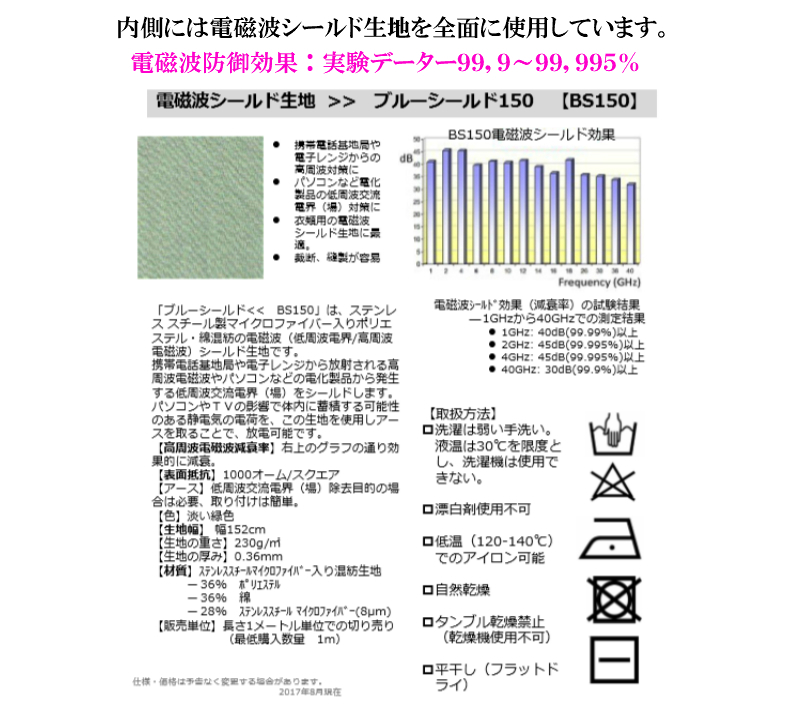 内側には電磁波シールド生地を全面に使用しています。
電磁波防御効果：実験データー99,9～99,995%
電磁波シールド生地 >> ブルーシールド150 【BS150】
● 携帯電話基地局や
電子レンジからの
高周波対策に
● パソコンなど電化
製品の低周波交流
電界（場）対策に
● 衣類用の電磁波
シールド生地に最
適。
● 裁断、縫製が容易
BS150電磁波シールド効果
dB
50
45
40
35
30
25
20
15
10
5
0
1 2 4 6 8 10 12 14 16 18 26 30 38 40
Frequency (GHz)
「ブルーシールド<< BS150」は、ステンレ
ス スチール製マイクロファイバー入りポリエ
ステル・綿混紡の電磁波（低周波電界/高周波
電磁波）シールド生地です。
携帯電話基地局や電子レンジから放射される高
周波電磁波やパソコンなどの電化製品から発生
する低周波交流電界（場）をシールドします。
パソコンやＴＶの影響で体内に蓄積する可能性
のある静電気の電荷を、この生地を使用しアー
スを取ることで、放電可能です。
【高周波電磁波減衰率】右上のグラフの通り効
果的に減衰。
【表面抵抗】1000オーム/スクエア
【アース】低周波交流電界（場）除去目的の場
合は必要、取り付けは簡単。
【色】淡い緑色
【生地幅】 幅152cm
【生地の重さ】230g/㎡
【生地の厚み】0.36mm
【材質】ｽﾃﾝﾚｽｽﾁｰﾙﾏｲｸﾛﾌｧｲﾊﾞｰ入り混紡生地
－36% ﾎﾟﾘｴｽﾃﾙ
－36% 綿
－28% ｽﾃﾝﾚｽｽﾁｰﾙ ﾏｲｸﾛﾌｧｲﾊﾞｰ(8μm)
【販売単位】長さ1メートル単位での切り売り
（最低購入数量 1m）
仕様・価格は予告なく変更する場合があります。
2017年8月現在
電磁波ｼｰﾙﾄﾞ効果（減衰率）の試験結果
―1GHzから40GHzでの測定結果
● 1GHz: 40dB(99.99%)以上
● 2GHz: 45dB(99.995%)以上
● 4GHz: 45dB(99.995%)以上
● 40GHz: 30dB(99.9%)以上
【取扱方法】
□洗濯は弱い手洗い。
液温は30℃を限度と
し、洗濯機は使用で
きない。
□漂白剤使用不可
□低温（120-140℃）
でのアイロン可能
□自然乾燥
□タンブル乾燥禁止
（乾燥機使用不可）
□平干し（フラットド
ライ）